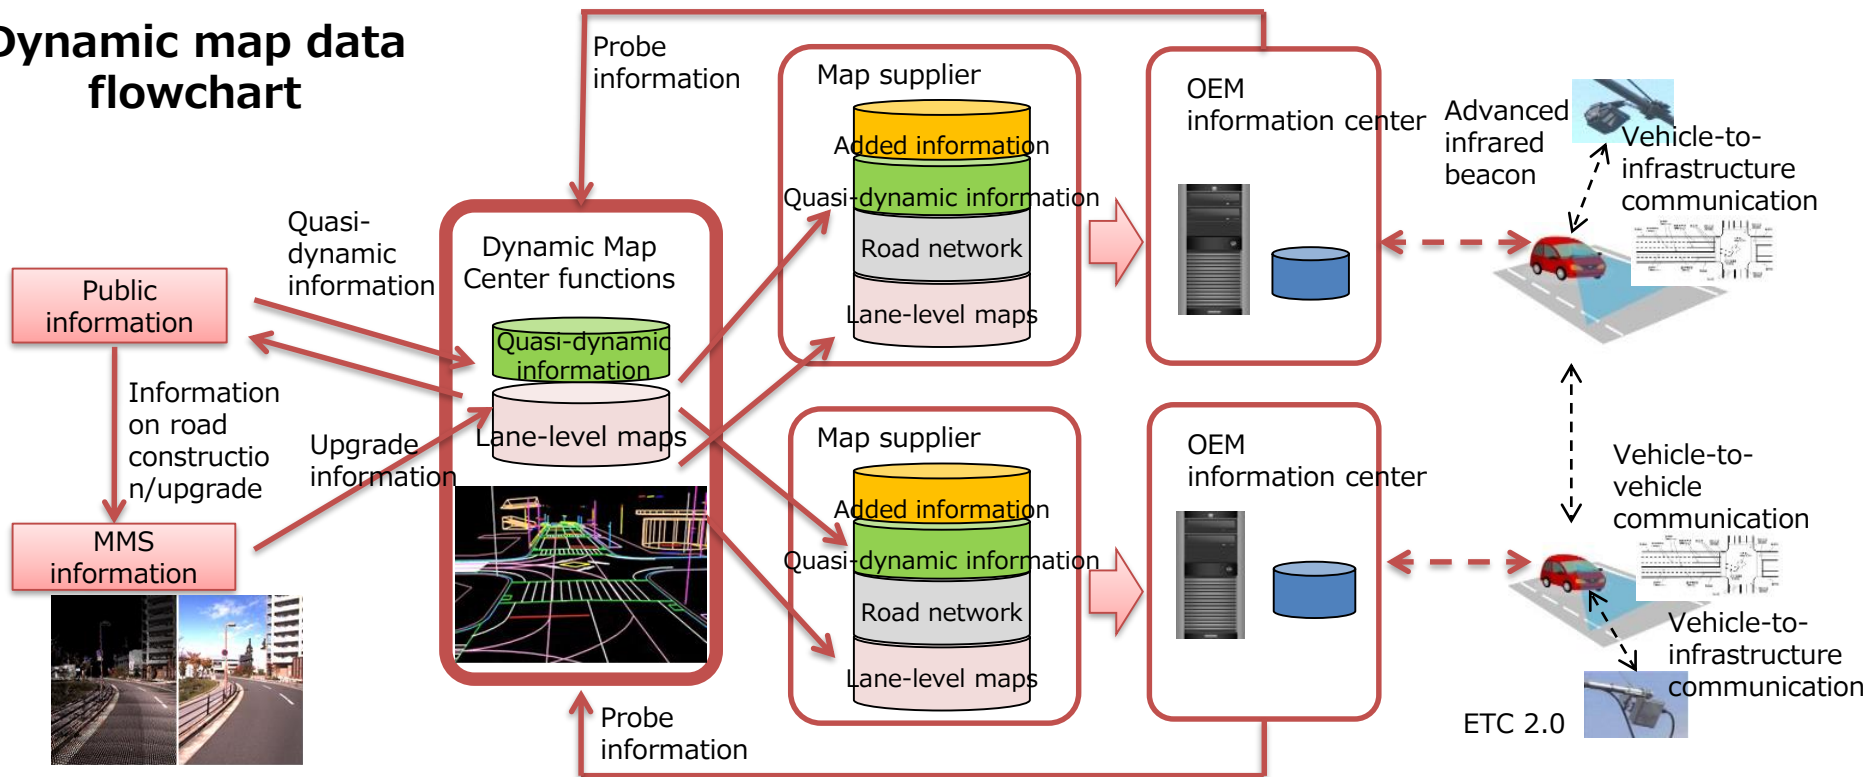 Dynamic map data
flowchart
Probe
information
Map supplier
Added information
Quasi-dynamic information
Road network
Lane-level maps
OEM
information center
Advanced
infrared
beacon
Vehicle-to-
infrastructure
communication
Quasi-
dynamic
information
Dynamic Map
Center functions
Quasi-dynamic
information
Lane-level maps
Public
information
Information
on road
constructio
n/upgrade
Upgrade
information
MMS
information
Map supplier
Added information
Quasi-dynamic information
Road network
Lane-level maps
OEM
information center
Vehicle-to-
vehicle
communication
Vehicle-to-
infrastructure
communication
ETC 2.0
Probe
information